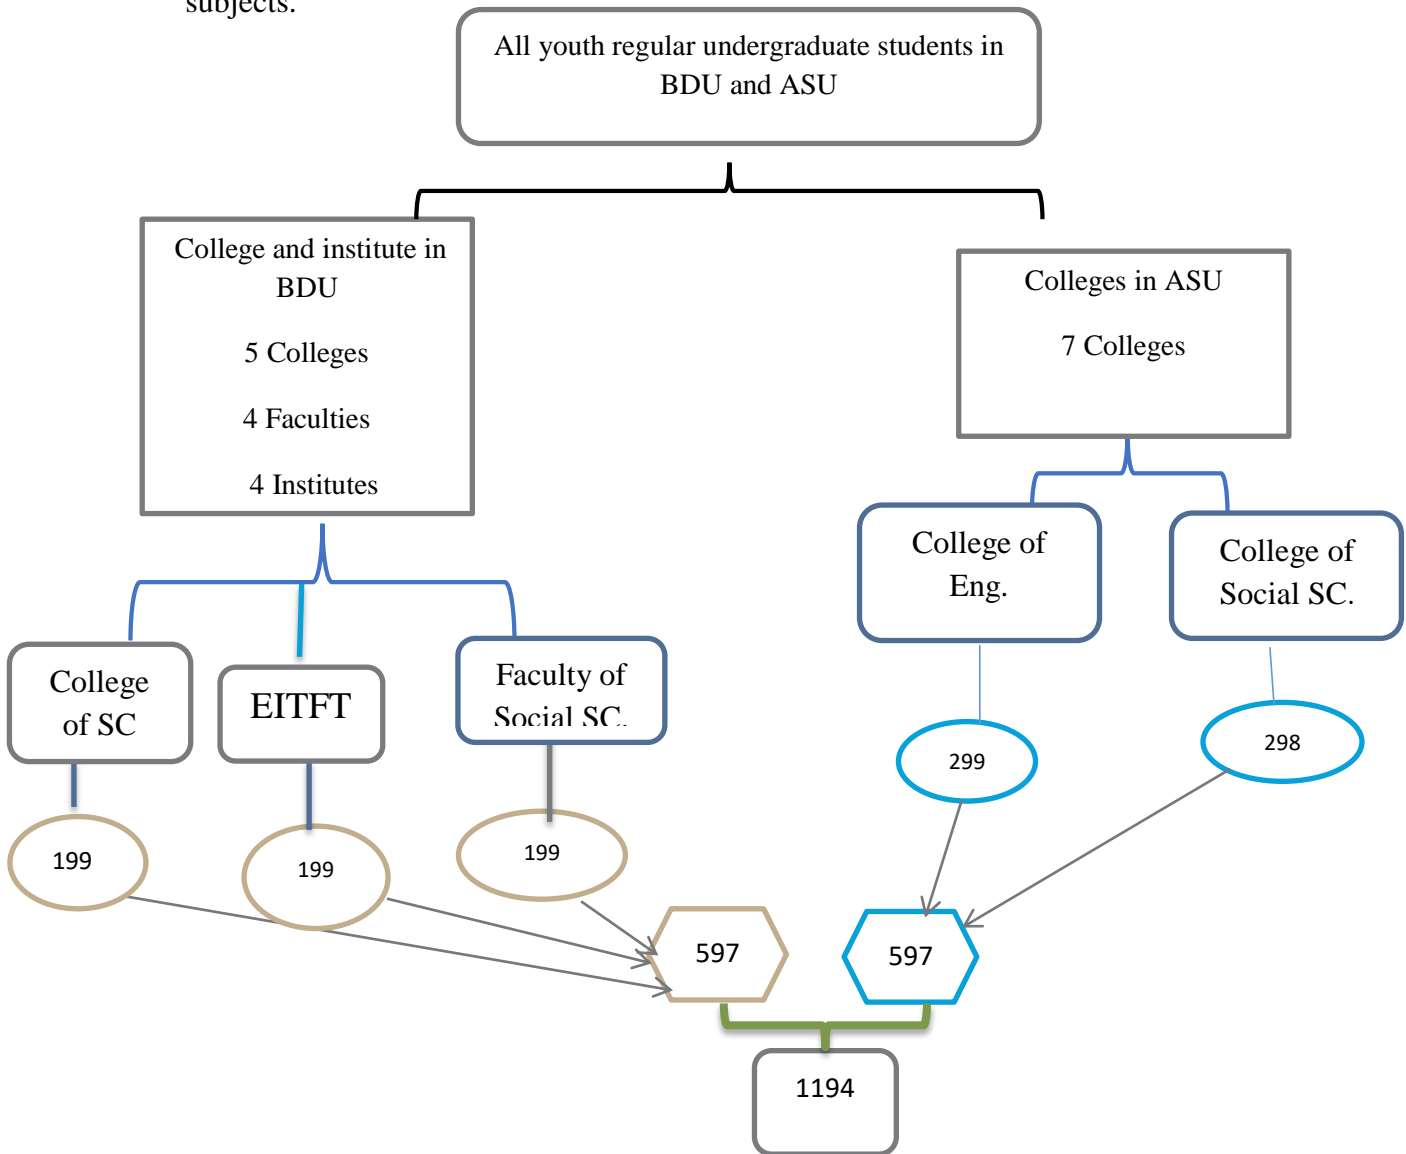 subjects.
All youth regular undergraduate students in
BDU and ASU
College and institute in
BDU
5 Colleges
4 Faculties
4 Institutes
Colleges in ASU
7 Colleges
College of
Eng.
College of
Social SC.
College
of SC
EITFT
Faculty of
Social SC.
299
298
199
199
199
597
597
1194